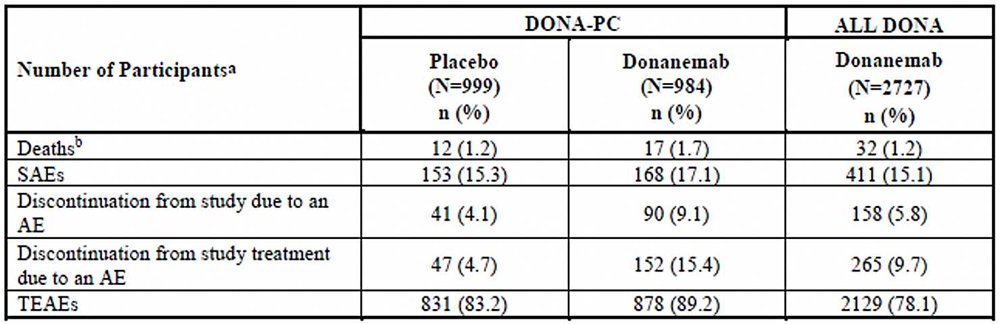 DONA-PC ALL DONA
Number of Participantsᵃ
Placebo Donanemab Donanemab
(N=999) (N=984) (N=2727)
n (%) n (%) n (%)
Deathsᵇ 12 (1.2) 17 (1.7) 32 (1.2)
SAEs 153 (15.3) 168 (17.1) 411 (15.1)
Discontinuation from study due to an
AE 41 (4.1) 90 (9.1) 158 (5.8)
Discontinuation from study treatment
due to an AE 47 (4.7) 152 (15.4) 265 (9.7)
TEAEs 831 (83.2) 878 (89.2) 2129 (78.1)